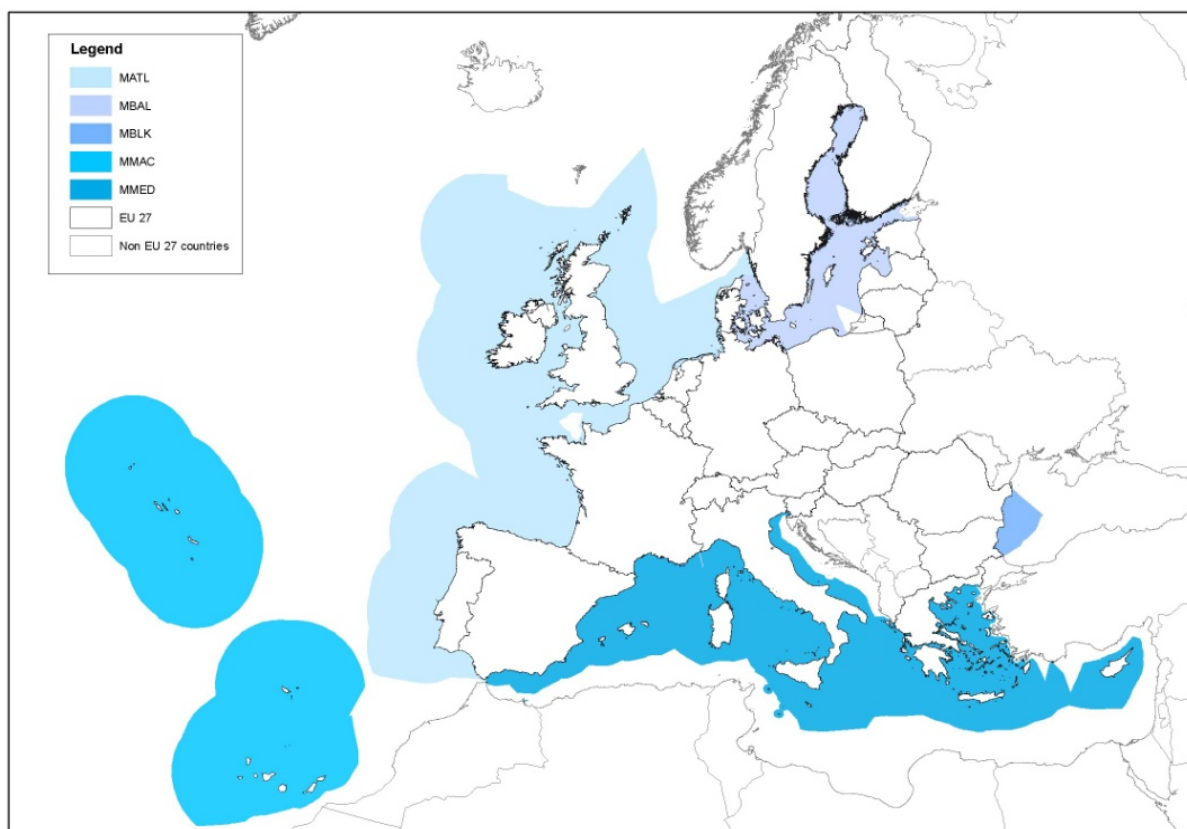 Legend
MATL
MBAL
MBLK
MMAC
MMED
EU 27
Non EU 27 countries